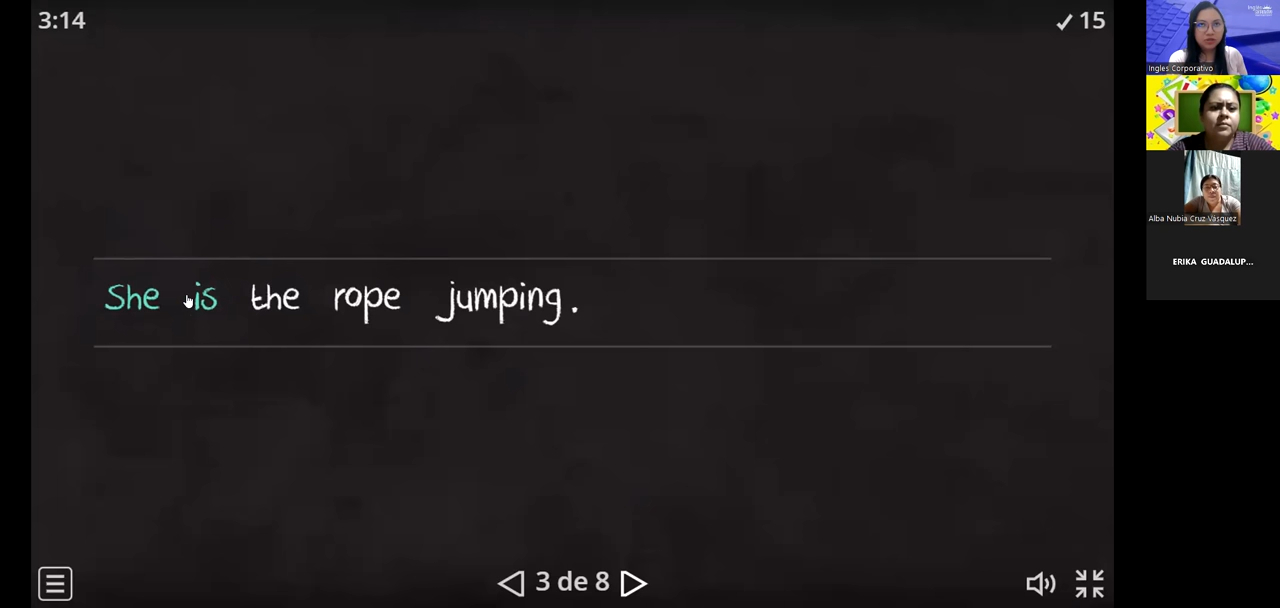 3:14
✓ 15
Ingles Corporativo
She is the rope jumping.
Alba Nubia Cruz Vasquez
ERIKA GUADALUP...
3 de 8